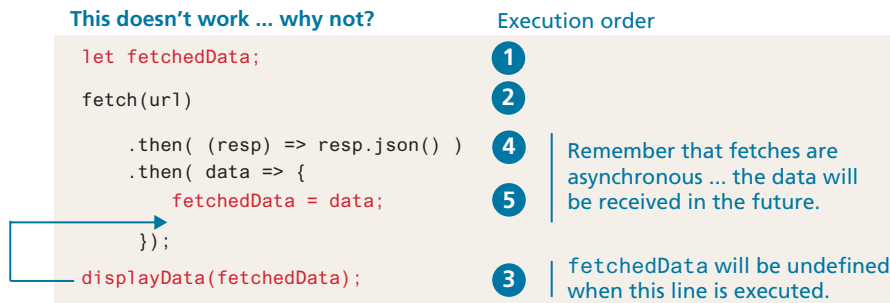 This doesn't work ... why not? Execution order
let fetchedData; 1
fetch(url) 2
.then( (resp) => resp.json() ) 4
.then( data => {
fetchedData = data; 5
});
Remember that fetches are
asynchronous ... the data will
be received in the future.
displayData(fetchedData); 3
fetchedData will be undefined
when this line is executed.